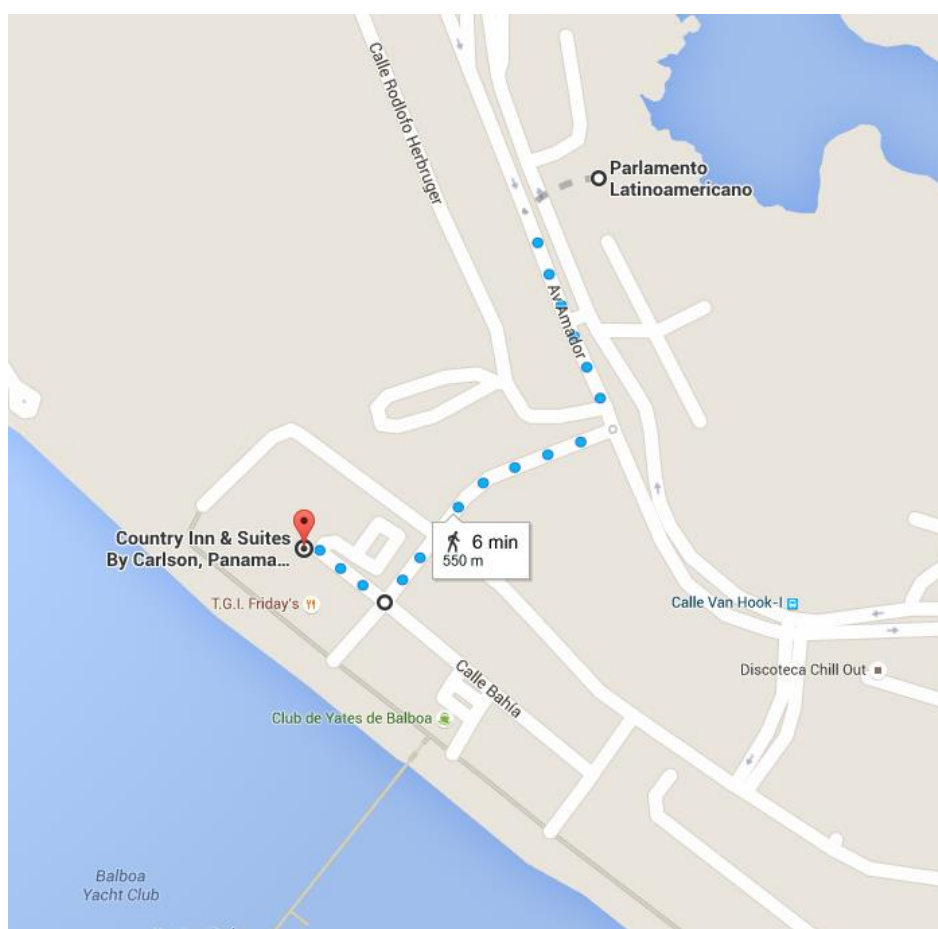 Calle Rodlofo Herbruger
Parlamento
Latinoamericano
Av Amador
Country Inn & Suites
By Carlson, Panama...
6 min
550 m
T.G.I. Friday's
Calle Van Hook-I
Discoteca Chill Out
Calle Bahía
Club de Yates de Balboa
Balboa
Yacht Club